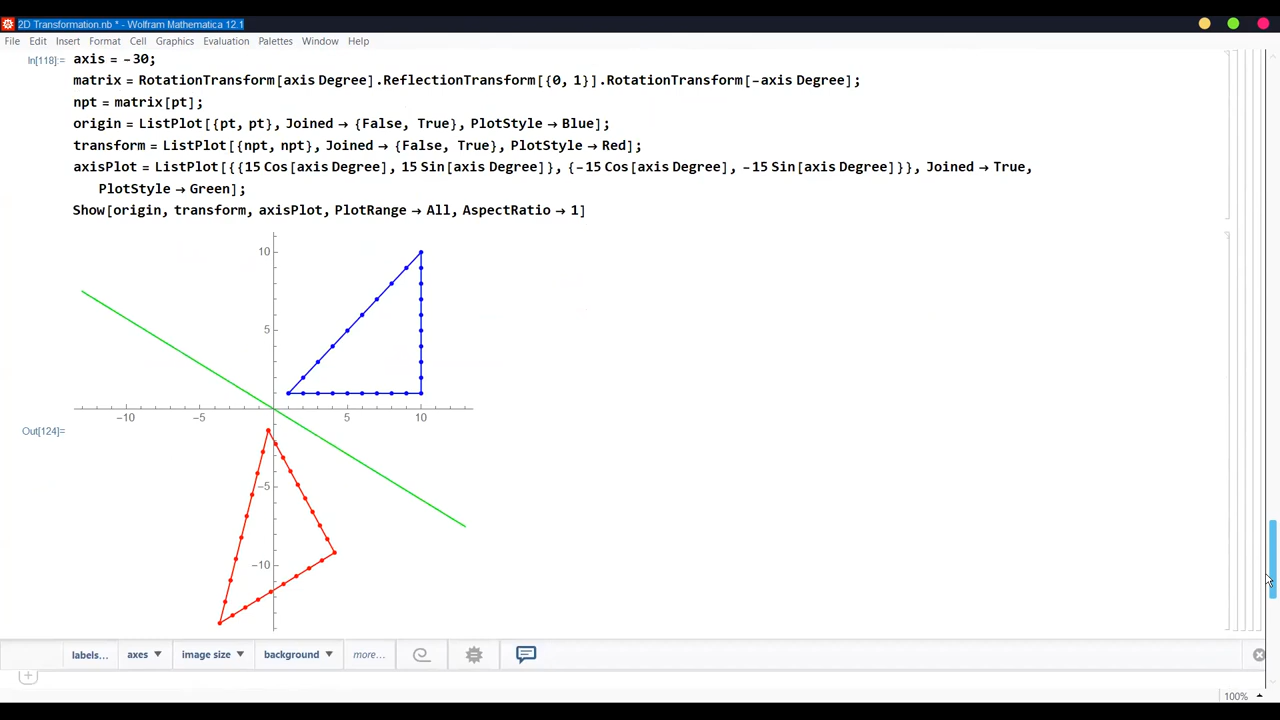 2D Transformation.nb * - Wolfram Mathematica 12.1
File Edit Insert Format Cell Graphics Evaluation Palettes Window Help
In[118]:= axis = -30;
matrix = RotationTransform[axis Degree].ReflectionTransform[{0, 1}].RotationTransform[-axis Degree];
npt = matrix[pt];
origin = ListPlot[{pt, pt}, Joined → {False, True}, PlotStyle → Blue];
transform = ListPlot[{npt, npt}, Joined → {False, True}, PlotStyle → Red];
axisPlot = ListPlot[{{15 Cos[axis Degree], 15 Sin[axis Degree]}, {-15 Cos[axis Degree], -15 Sin[axis Degree]}}, Joined → True,
PlotStyle → Green];
Show[origin, transform, axisPlot, PlotRange → All, AspectRatio → 1]
10
5
-10 -5 5 10
Out[124]=
-5
-10
labels... axes image size background more...
100%